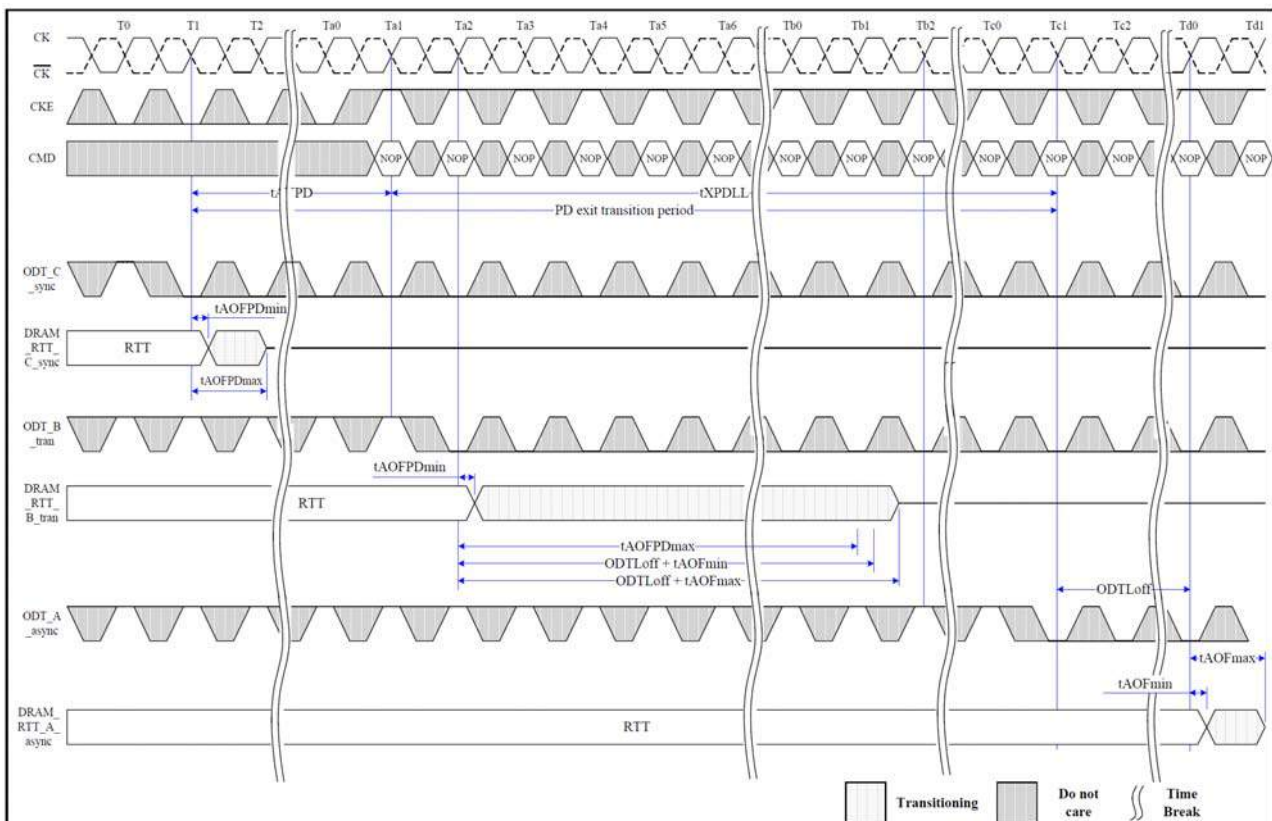 T0 T1 T2 Ta0 Ta1 Ta2 Ta3 Ta4 Ta5 Ta6 Tb0 Tb1 Tb2 Tc0 Tc1 Tc2 Td0 Td1
CK
CK
CKE
CMD
NOP NOP NOP NOP NOP NOP NOP NOP NOP NOP NOP NOP NOP NOP
tXPDLL
PD exit transition period
ODT_C
_sync
tAOFPDmin
DRAM
_RTT_
C_sync
RTT
tAOFPDmax
ODT_B
_tran
tAOFPDmin
DRAM
_RTT_
B_tran
RTT
tAOFPDmax
ODTLoff + tAOFmin
ODTLoff + tAOFmax
ODTLoff
ODT_A
_async
tAOFmax
tAOFmin
DRAM_
RTT_A_
async
RTT
Transitioning
Do not
care
Time
Break